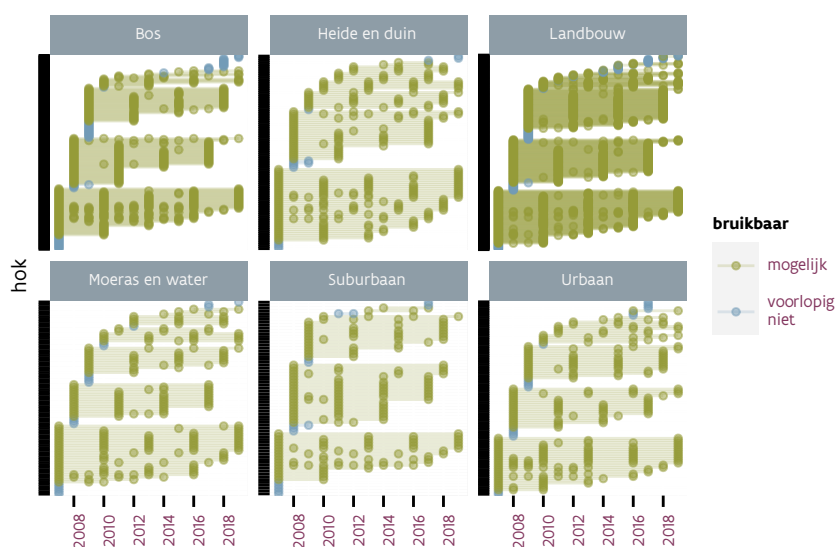 Bos
Heide en duin
Landbouw
Moeras en water
Suburbaan
Urbaan
hok
2008
2010
2012
2014
2016
2018
2008
2010
2012
2014
2016
2018
2008
2010
2012
2014
2016
2018
bruikbaar
mogelijk
voorlopig
niet